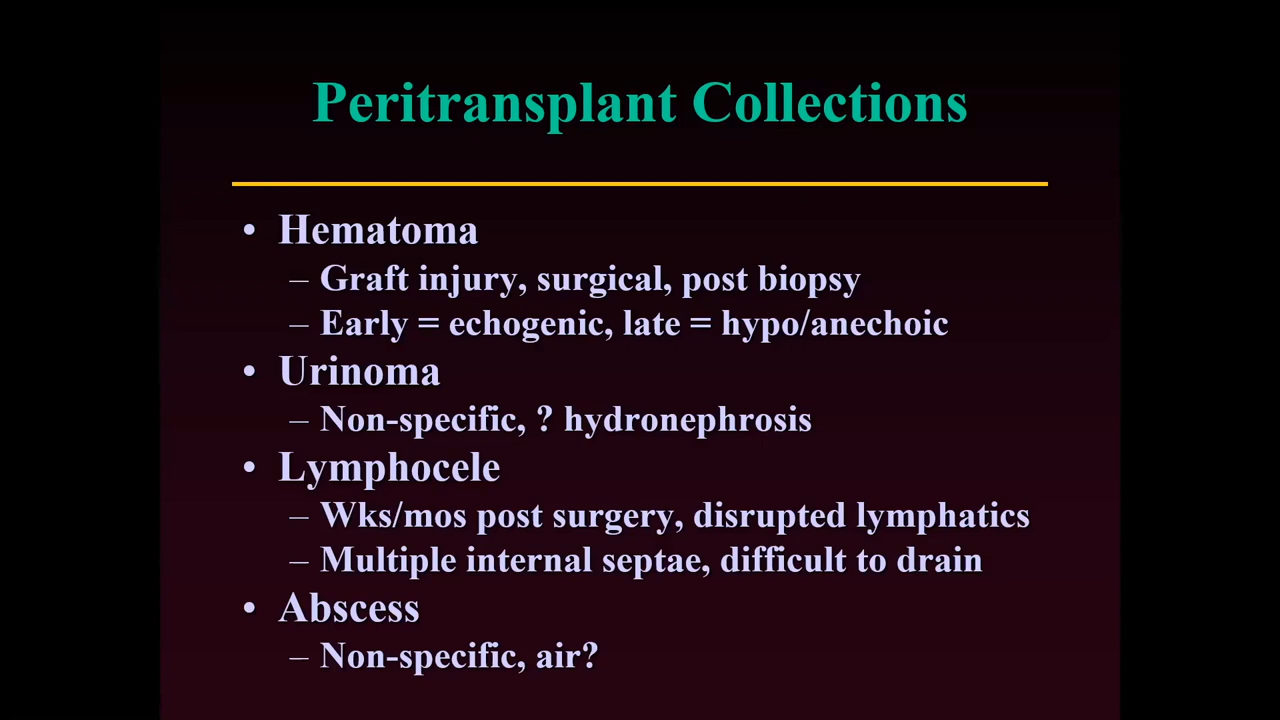 Peritransplant Collections
• Hematoma
– Graft injury, surgical, post biopsy
– Early = echogenic, late = hypo/anechoic
• Urinoma
– Non-specific, ? hydronephrosis
• Lymphocele
– Wks/mos post surgery, disrupted lymphatics
– Multiple internal septae, difficult to drain
• Abscess
– Non-specific, air?